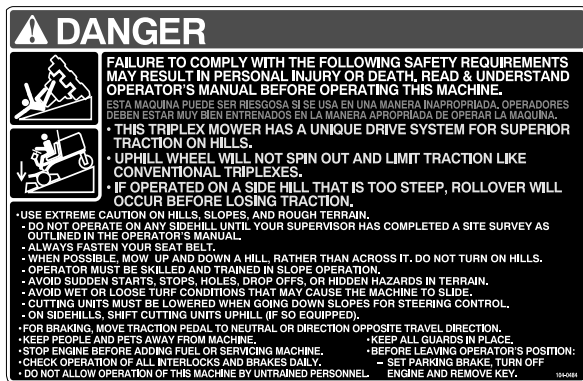 DANGER
FAILURE TO COMPLY WITH THE FOLLOWING SAFETY REQUIREMENTS
MAY RESULT IN PERSONAL INJURY OR DEATH. READ & UNDERSTAND
OPERATOR'S MANUAL BEFORE OPERATING THIS MACHINE.
ESTA MAQUINA PUEDE SER RIESGOSA SI SE USA EN UNA MANERA INAPROPRIADA. OPERADORES
DEBEN ESTAR MUY BIEN ENTRENADOS EN LA MANERA APROPRIADA DE OPERAR LA MAQUINA.
• THIS TRIPLEX MOWER HAS A UNIQUE DRIVE SYSTEM FOR SUPERIOR
TRACTION ON HILLS.
• UPHILL WHEEL WILL NOT SPIN OUT AND LIMIT TRACTION LIKE
CONVENTIONAL TRIPLEXES.
• IF OPERATED ON A SIDE HILL THAT IS TOO STEEP, ROLLOVER WILL
OCCUR BEFORE LOSING TRACTION.
•USE EXTREME CAUTION ON HILLS, SLOPES, AND ROUGH TERRAIN.
- DO NOT OPERATE ON ANY SIDEHILL UNTIL YOUR SUPERVISOR HAS COMPLETED A SITE SURVEY AS
OUTLINED IN THE OPERATOR'S MANUAL.
- ALWAYS FASTEN YOUR SEAT BELT.
- WHEN POSSIBLE, MOW UP AND DOWN A HILL, RATHER THAN ACROSS IT. DO NOT TURN ON HILLS.
- OPERATOR MUST BE SKILLED AND TRAINED IN SLOPE OPERATION.
- AVOID SUDDEN STARTS, STOPS, HOLES, DROP OFFS, OR HIDDEN HAZARDS IN TERRAIN.
- AVOID WET OR LOOSE TURF CONDITIONS THAT MAY CAUSE THE MACHINE TO SLIDE.
- CUTTING UNITS MUST BE LOWERED WHEN GOING DOWN SLOPES FOR STEERING CONTROL.
- ON SIDEHILLS, SHIFT CUTTING UNITS UPHILL (IF SO EQUIPPED).
•FOR BRAKING, MOVE TRACTION PEDAL TO NEUTRAL OR DIRECTION OPPOSITE TRAVEL DIRECTION.
•KEEP PEOPLE AND PETS AWAY FROM MACHINE.
•STOP ENGINE BEFORE ADDING FUEL OR SERVICING MACHINE.
•CHECK OPERATION OF ALL INTERLOCKS AND BRAKES DAILY.
• DO NOT ALLOW OPERATION OF THIS MACHINE BY UNTRAINED PERSONNEL.
•KEEP ALL GUARDS IN PLACE.
•BEFORE LEAVING OPERATOR'S POSITION:
– SET PARKING BRAKE, TURN OFF
ENGINE AND REMOVE KEY.
104-0484